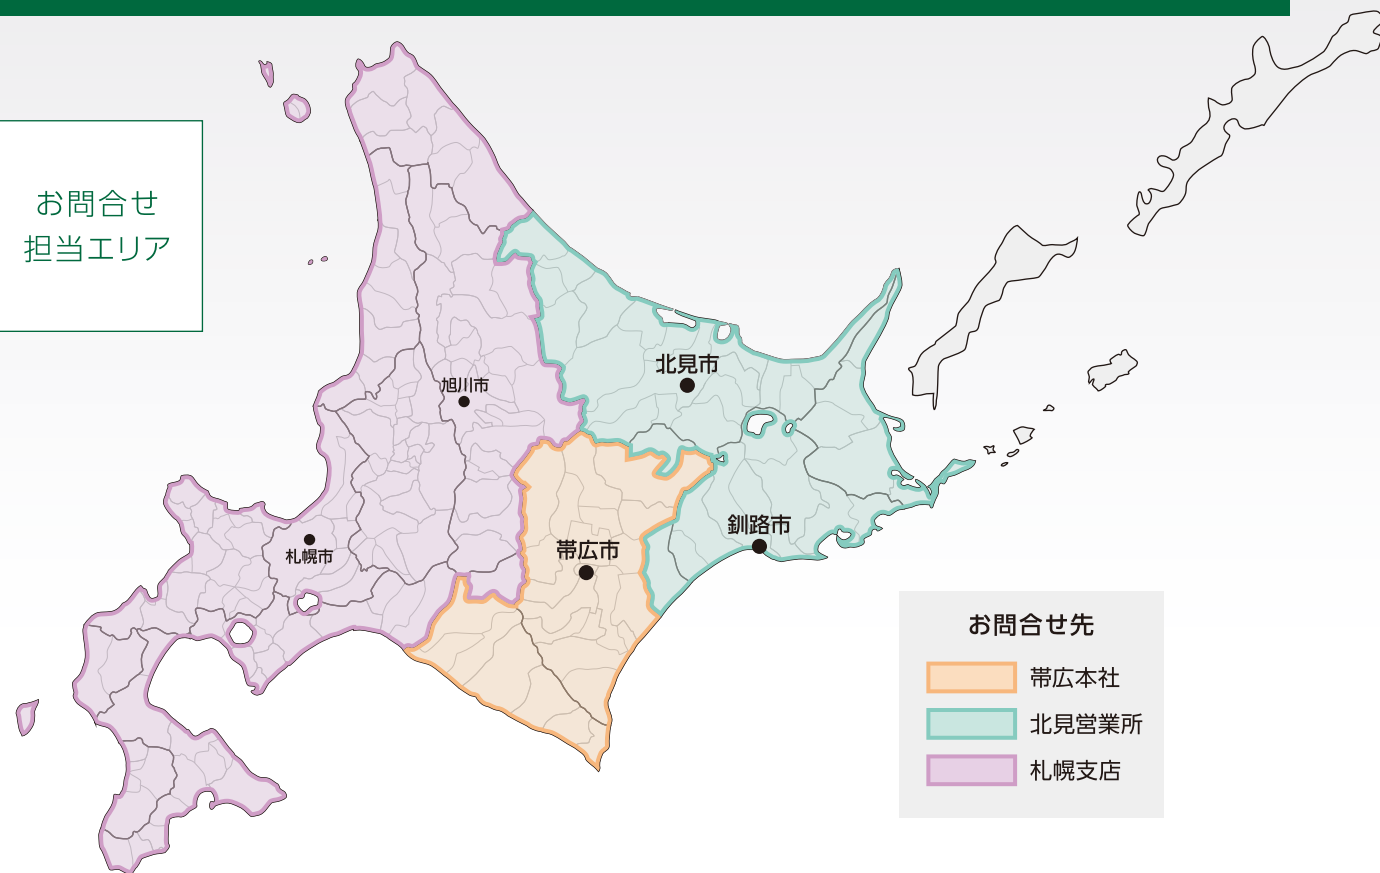 お問合せ
担当エリア
北見市
旭川市
釧路市
札幌市
帯広市
お問合せ先
帯広本社
北見営業所
札幌支店